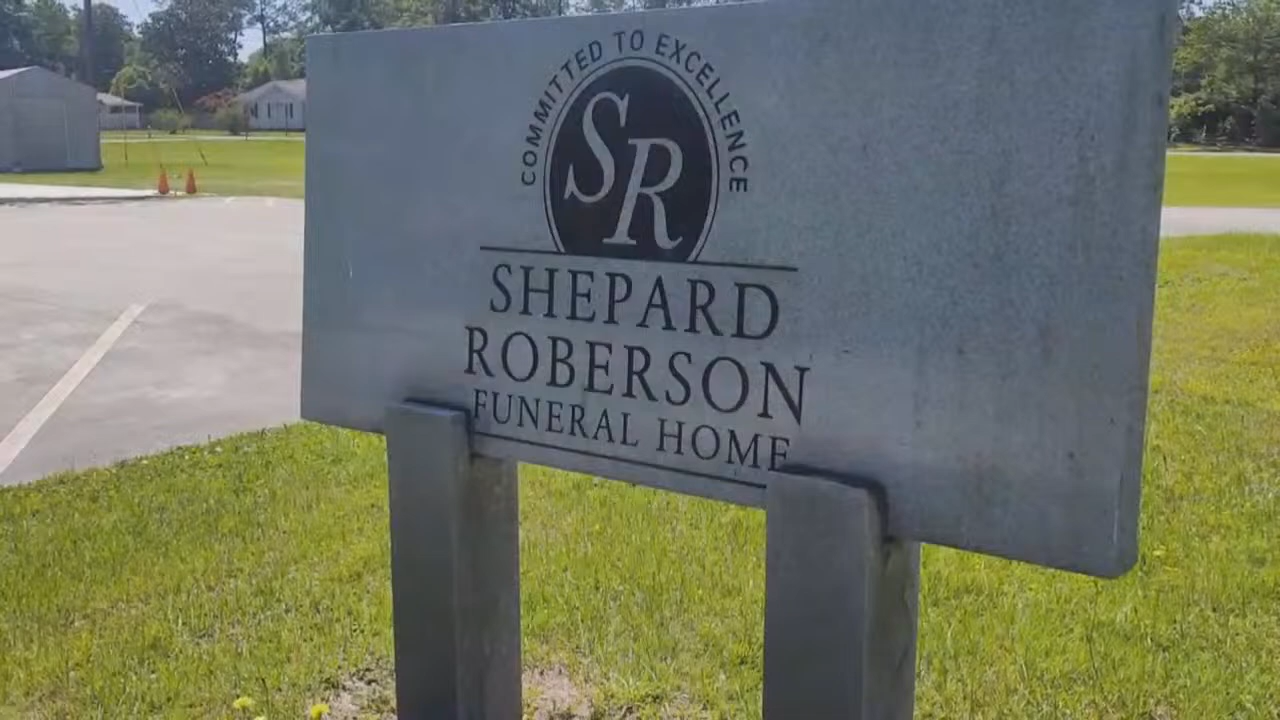 COMMITTED TO EXCELLENCE
SR
SHEPARD
ROBERSON
FUNERAL HOME